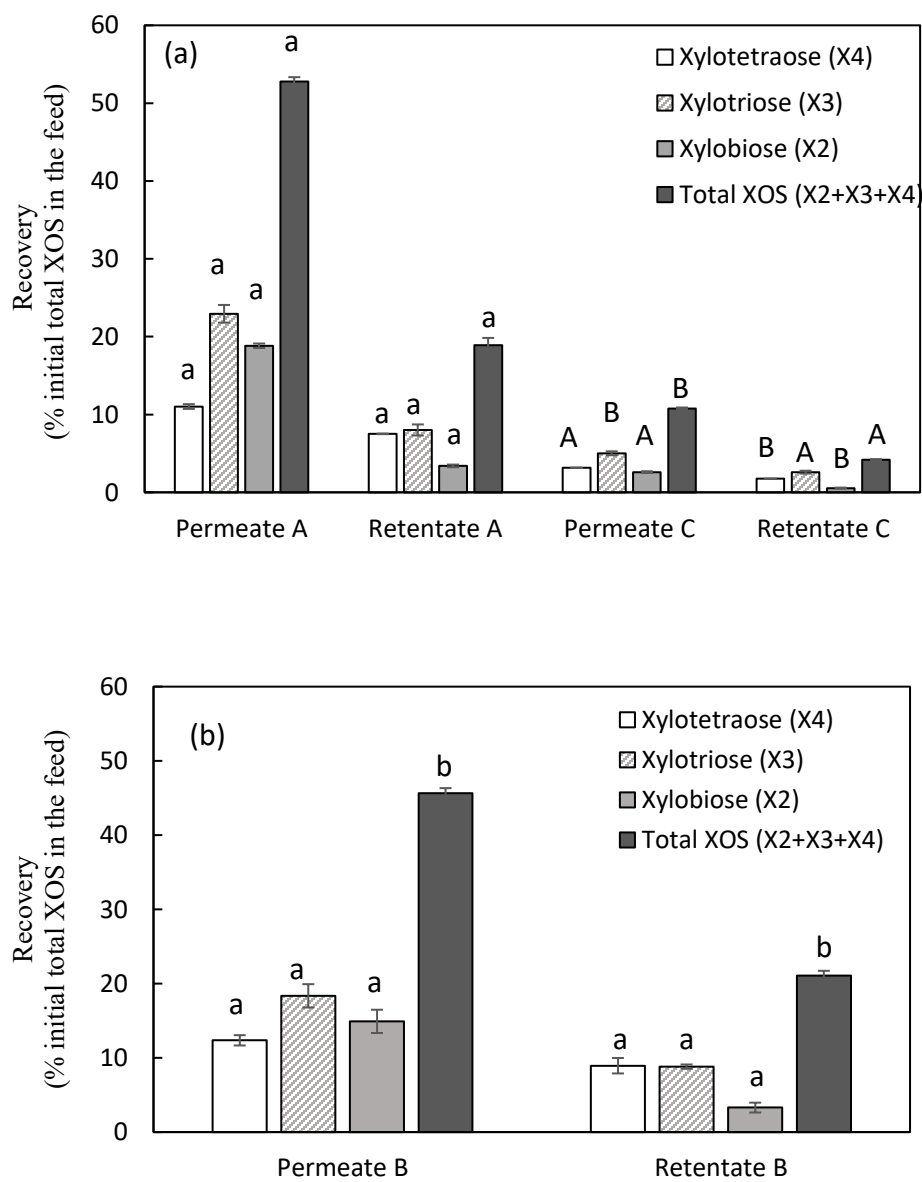 60
50
40
30
20
10
0
Recovery
(% initial total XOS in the feed)
(a)
Xylotetraose (X4)
Xylotriose (X3)
Xylobiose (X2)
Total XOS (X2+X3+X4)
a a a a
a a a a
A B A B
B A B A
Permeate A Retentate A Permeate C Retentate C
60
50
40
30
20
10
0
Recovery
(% initial total XOS in the feed)
(b)
Xylotetraose (X4)
Xylotriose (X3)
Xylobiose (X2)
Total XOS (X2+X3+X4)
a a a b
a a a b
Permeate B Retentate B